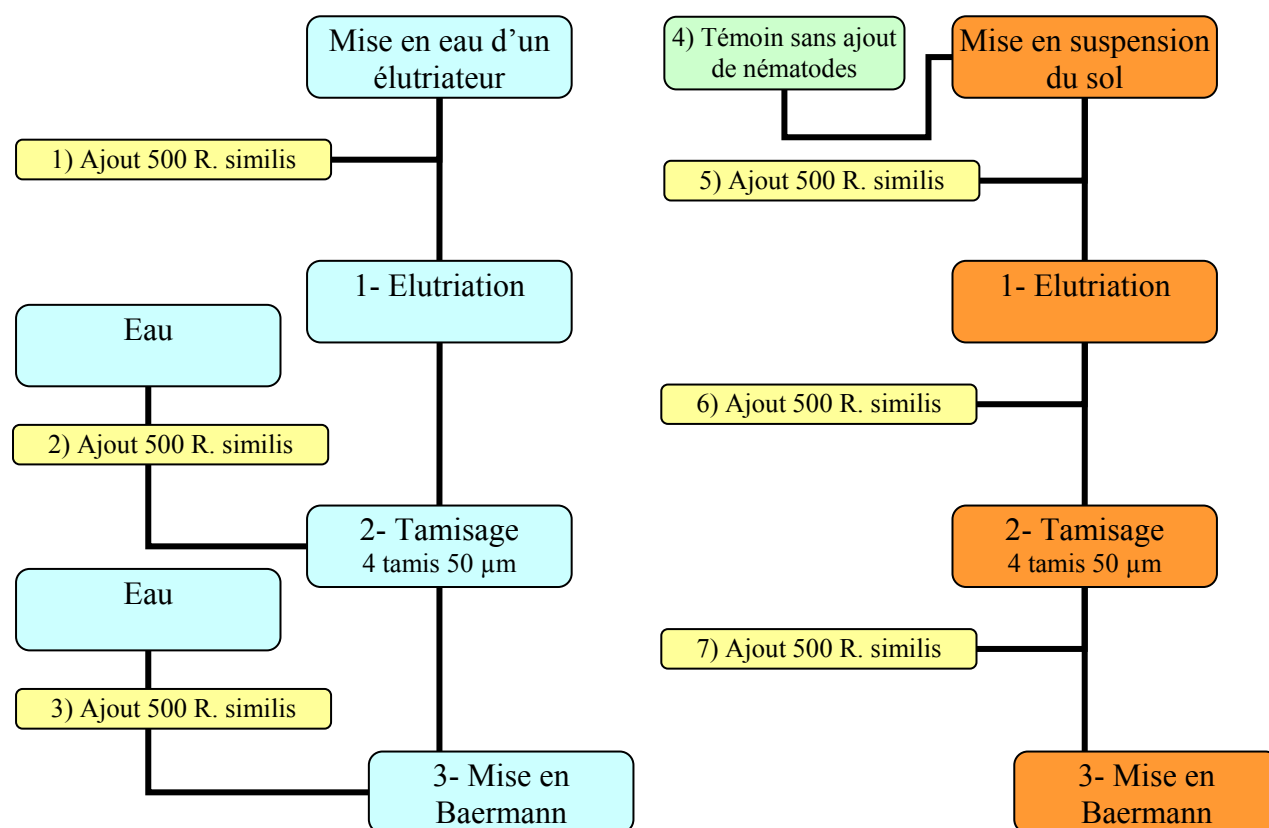 Mise en eau d’un
élutriateur
1) Ajout 500 R. similis
1- Elutriation
Eau
2) Ajout 500 R. similis
2- Tamisage
4 tamis 50 µm
Eau
3) Ajout 500 R. similis
3- Mise en
Baermann
4) Témoin sans ajout
de nématodes
Mise en suspension
du sol
5) Ajout 500 R. similis
1- Elutriation
6) Ajout 500 R. similis
2- Tamisage
4 tamis 50 µm
7) Ajout 500 R. similis
3- Mise en
Baermann